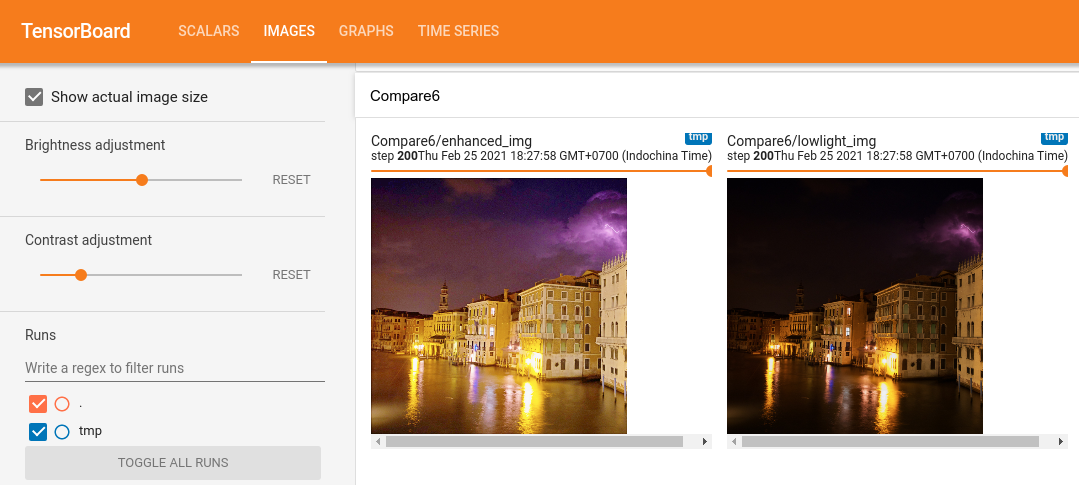 TensorBoard SCALARS IMAGES GRAPHS TIME SERIES
Show actual image size
Brightness adjustment
RESET
Contrast adjustment
RESET
Runs
Write a regex to filter runs
.
tmp
TOGGLE ALL RUNS
Compare6
Compare6/enhanced_img tmp
step 200Thu Feb 25 2021 18:27:58 GMT+0700 (Indochina Time)
Compare6/lowlight_img tmp
step 200Thu Feb 25 2021 18:27:58 GMT+0700 (Indochina Time)